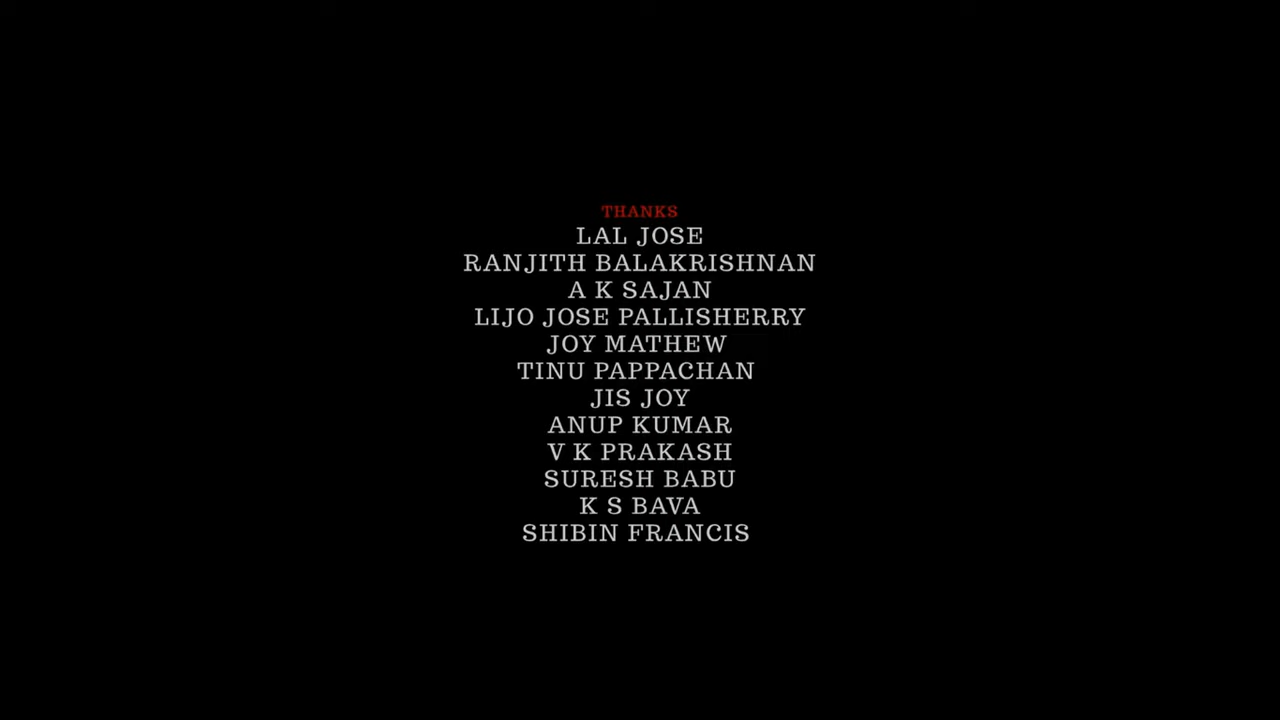 THANKS
LAL JOSE
RANJITH BALAKRISHNAN
A K SAJAN
LIJO JOSE PALLISHERRY
JOY MATHEW
TINU PAPPACHAN
JIS JOY
ANUP KUMAR
V K PRAKASH
SURESH BABU
K S BAVA
SHIBIN FRANCIS